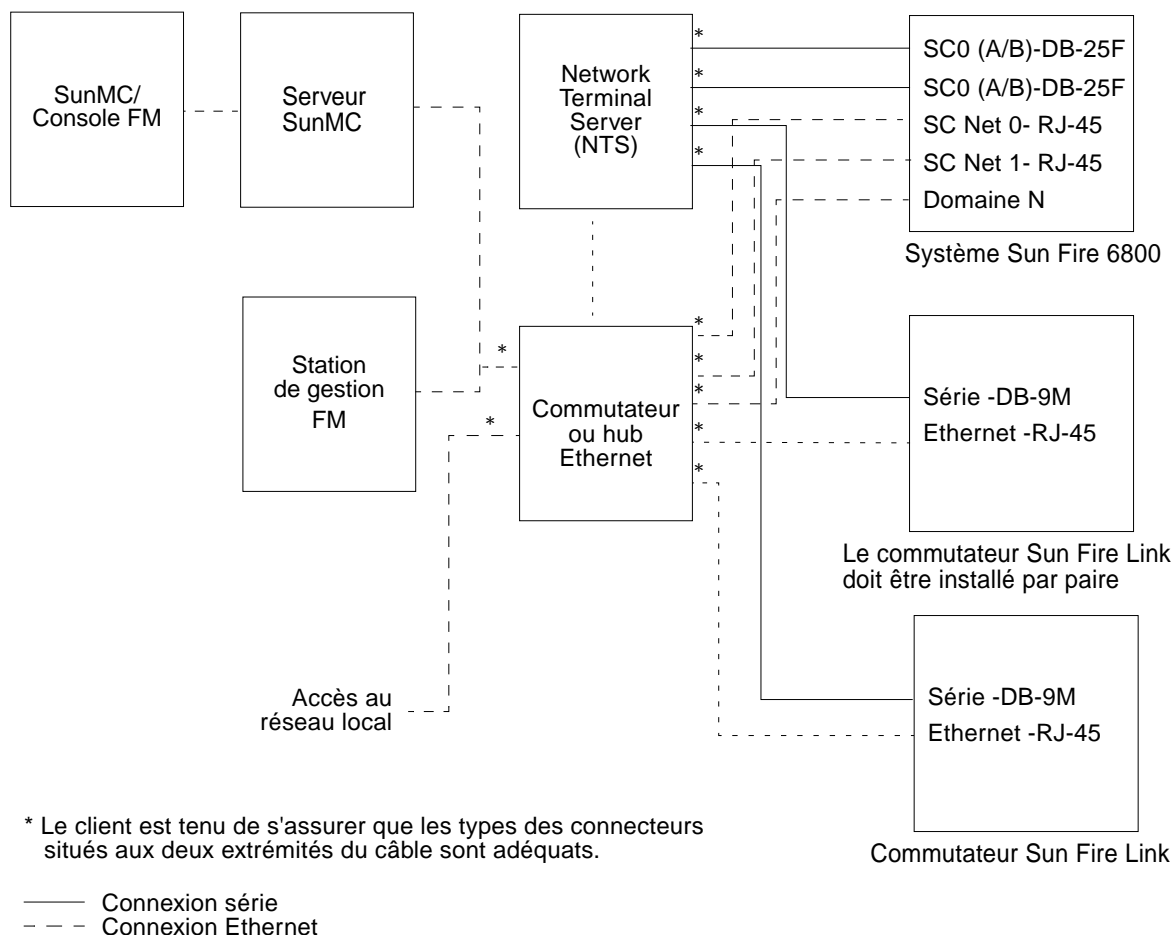 SunMC/
Console FM
Serveur
SunMC
Network
Terminal
Server
(NTS)
*
*
*
*
SC0 (A/B)-DB-25F
SC0 (A/B)-DB-25F
SC Net 0- RJ-45
SC Net 1- RJ-45
Domaine N
Système Sun Fire 6800
Station
de gestion
FM
*
*
Commutateur
ou hub
Ethernet
*
*
*
*
*
Série -DB-9M
Ethernet -RJ-45
Le commutateur Sun Fire Link
doit être installé par paire
Accès au
réseau local
Série -DB-9M
Ethernet -RJ-45
Commutateur Sun Fire Link
* Le client est tenu de s'assurer que les types des connecteurs
situés aux deux extrémités du câble sont adéquats.
Connexion série
Connexion Ethernet